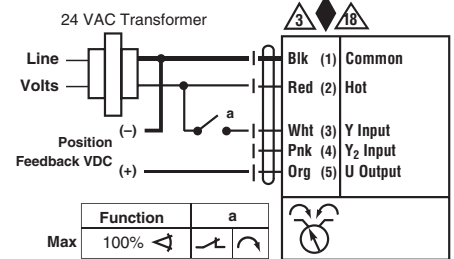 24 VAC Transformer
3
18
Line
Volts
Blk (1) Common
Red (2) Hot
a
(–)
Wht (3) Y Input
Position
Feedback VDC
Pnk (4) Y2 Input
(+)
Org (5) U Output
Function a
Max 100%